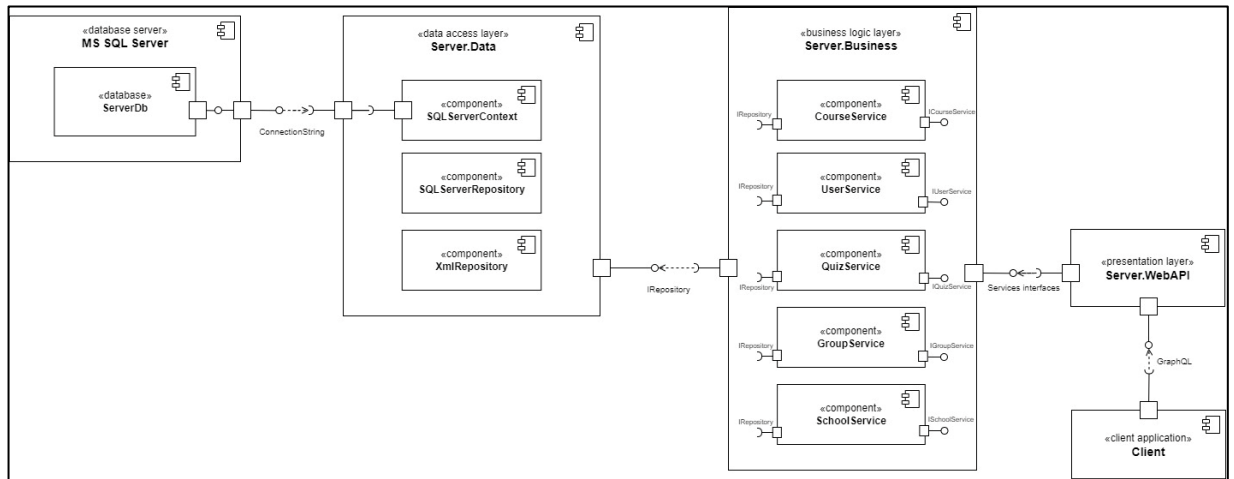 «database server»
MS SQL Server
«database»
ServerDb
ConnectionString
«data access layer»
Server.Data
«component»
SQLServerContext
«component»
SQLServerRepository
«component»
XmlRepository
IRepository
«business logic layer»
Server.Business
IRepository
«component»
CourseService
ICourseService
IRepository
«component»
UserService
IUserService
IRepository
«component»
QuizService
IQuizService
IRepository
«component»
GroupService
IGroupService
IRepository
«component»
SchoolService
ISchoolService
Services interfaces
«presentation layer»
Server.WebAPI
GraphQL
«client application»
Client